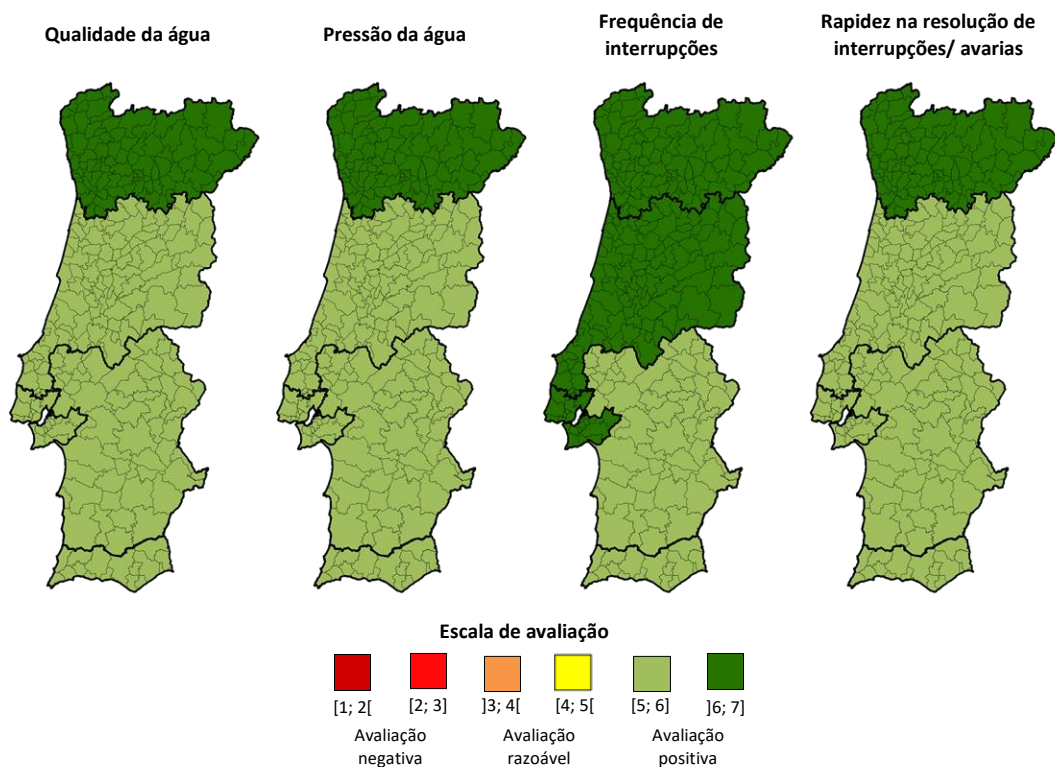 Qualidade da água
Pressão da água
Frequência de
interrupções
Rapidez na resolução de
interrupções/ avarias
Escala de avaliação
[1; 2[
[2; 3]
]3; 4[
[4; 5[
[5; 6]
]6; 7]
Avaliação
negativa
Avaliação
razoável
Avaliação
positiva